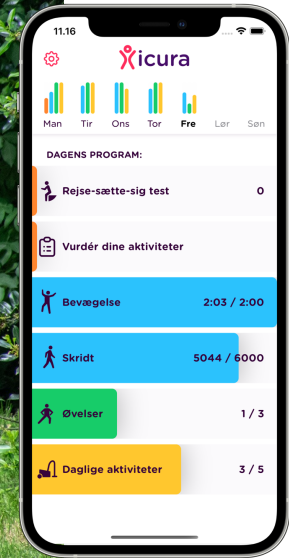 11.16
icura
Man Tir Ons Tor Fre Lør Søn
DAGENS PROGRAM:
Rejse-sætte-sig test 0
Vurdér dine aktiviteter
Bevægelse 2:03 / 2:00
Skridt 5044 / 6000
Øvelser 1 / 3
Daglige aktiviteter 3 / 5